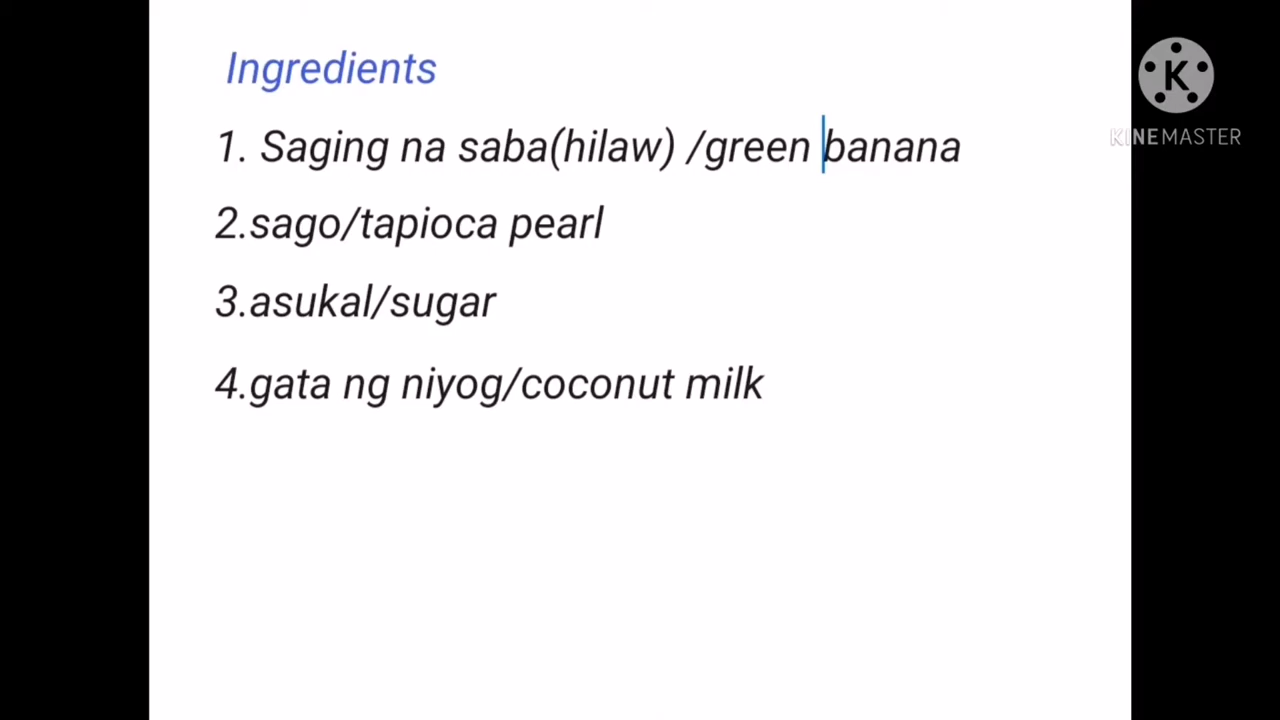 Ingredients
1. Saging na saba(hilaw) /green banana
2.sago/tapioca pearl
3.asukal/sugar
4.gata ng niyog/coconut milk
K
KINEMASTER